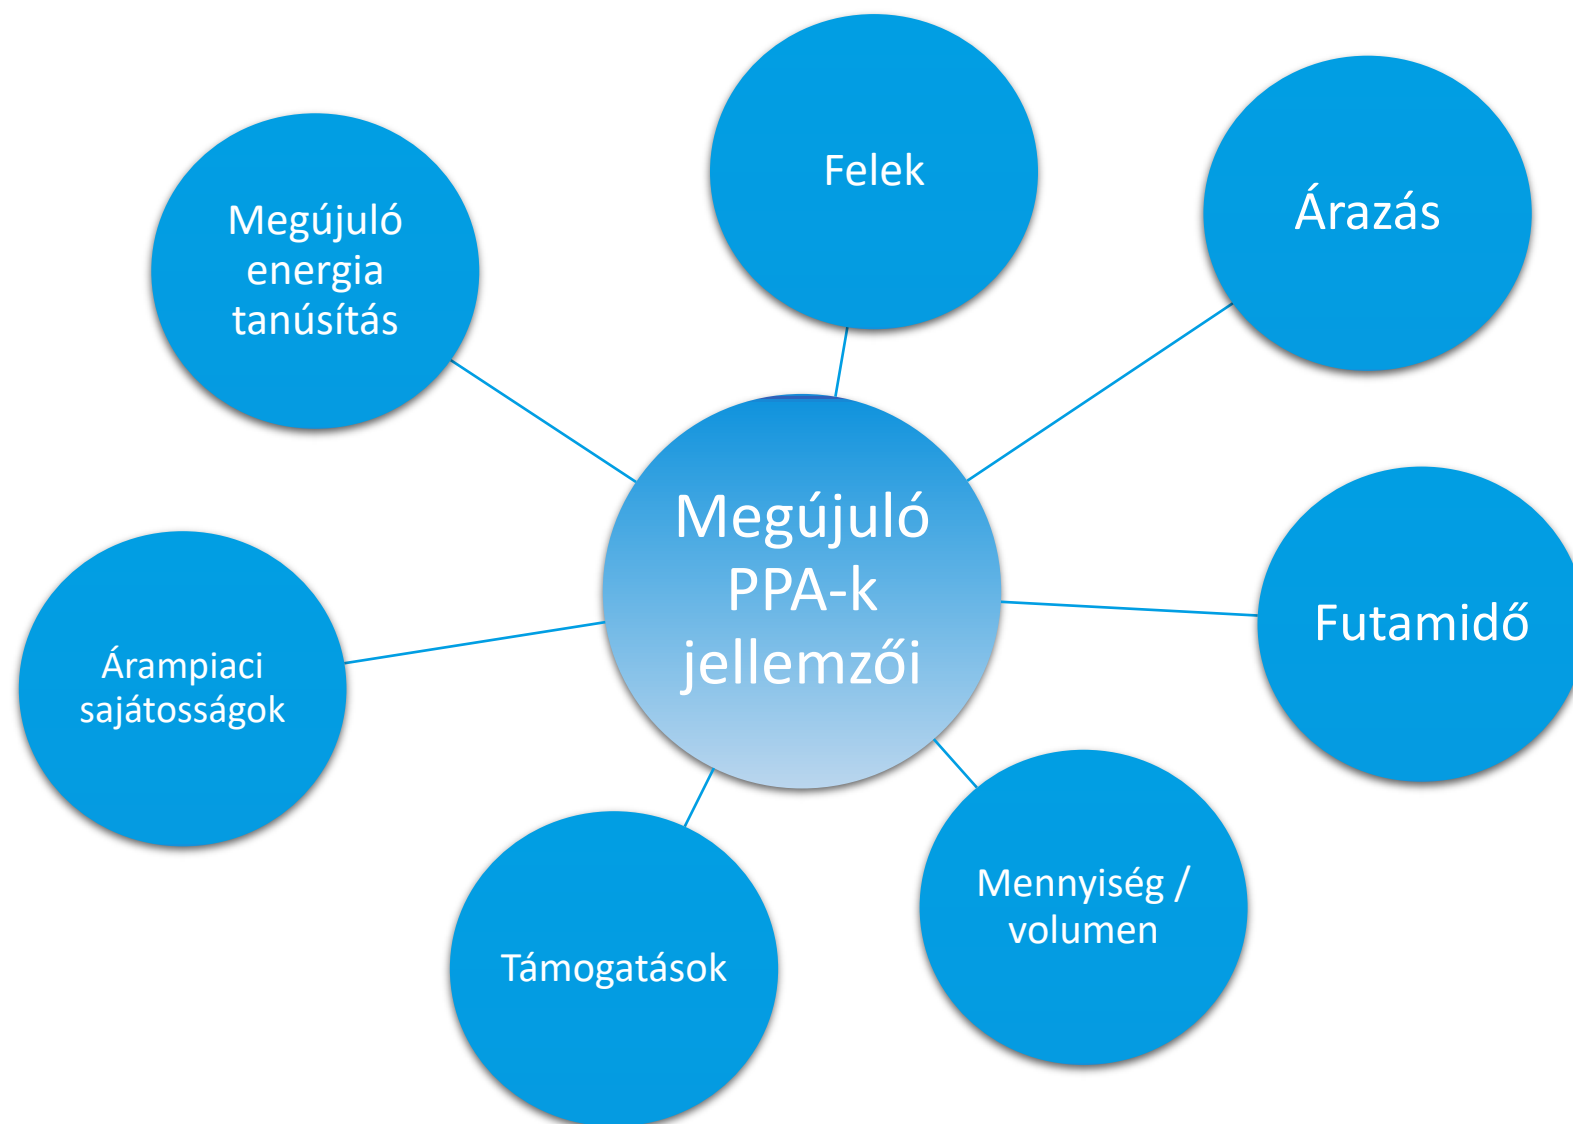 Felek
Árazás
Megújuló
energia
tanúsítás
Megújuló
PPA-k
jellemzői
Futamidő
Árampiaci
sajátosságok
Mennyiség /
volumen
Támogatások